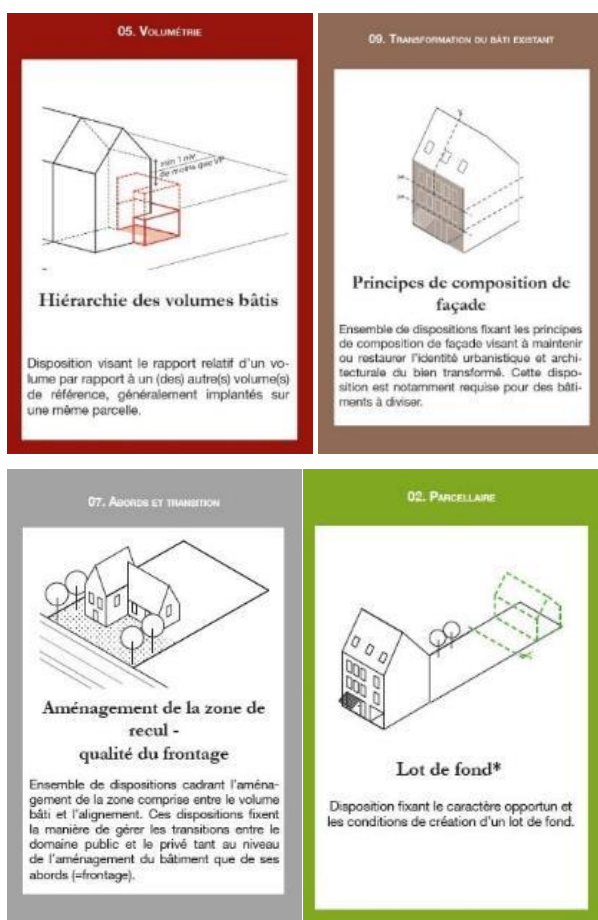 05. Volumétrie
min 1 niv
de moins que VP
Hiérarchie des volumes bâtis
Disposition visant le rapport relatif d'un vo-
lume par rapport à un (des) autre(s) volume(s)
de référence, généralement implantés sur
une même parcelle.
09. Transformation du bâti existant
Principes de composition de
façade
Ensemble de dispositions fixant les principes
de composition de façade visant à maintenir
ou restaurer l'identité urbanistique et archi-
tecturale du bien transformé. Cette dispo-
sition est notamment requise pour des bâti-
ments à diviser.
07. Abords et transition
Aménagement de la zone de
recul -
qualité du frontage
Ensemble de dispositions cadrant l'aména-
gement de la zone comprise entre le volume
bâti et l'alignement. Ces dispositions fixent
la manière de gérer les transitions entre le
domaine public et le privé tant au niveau
de l'aménagement du bâtiment que de ses
abords (=frontage).
02. Parcellaire
Lot de fond*
Disposition fixant le caractère opportun et
les conditions de création d'un lot de fond.